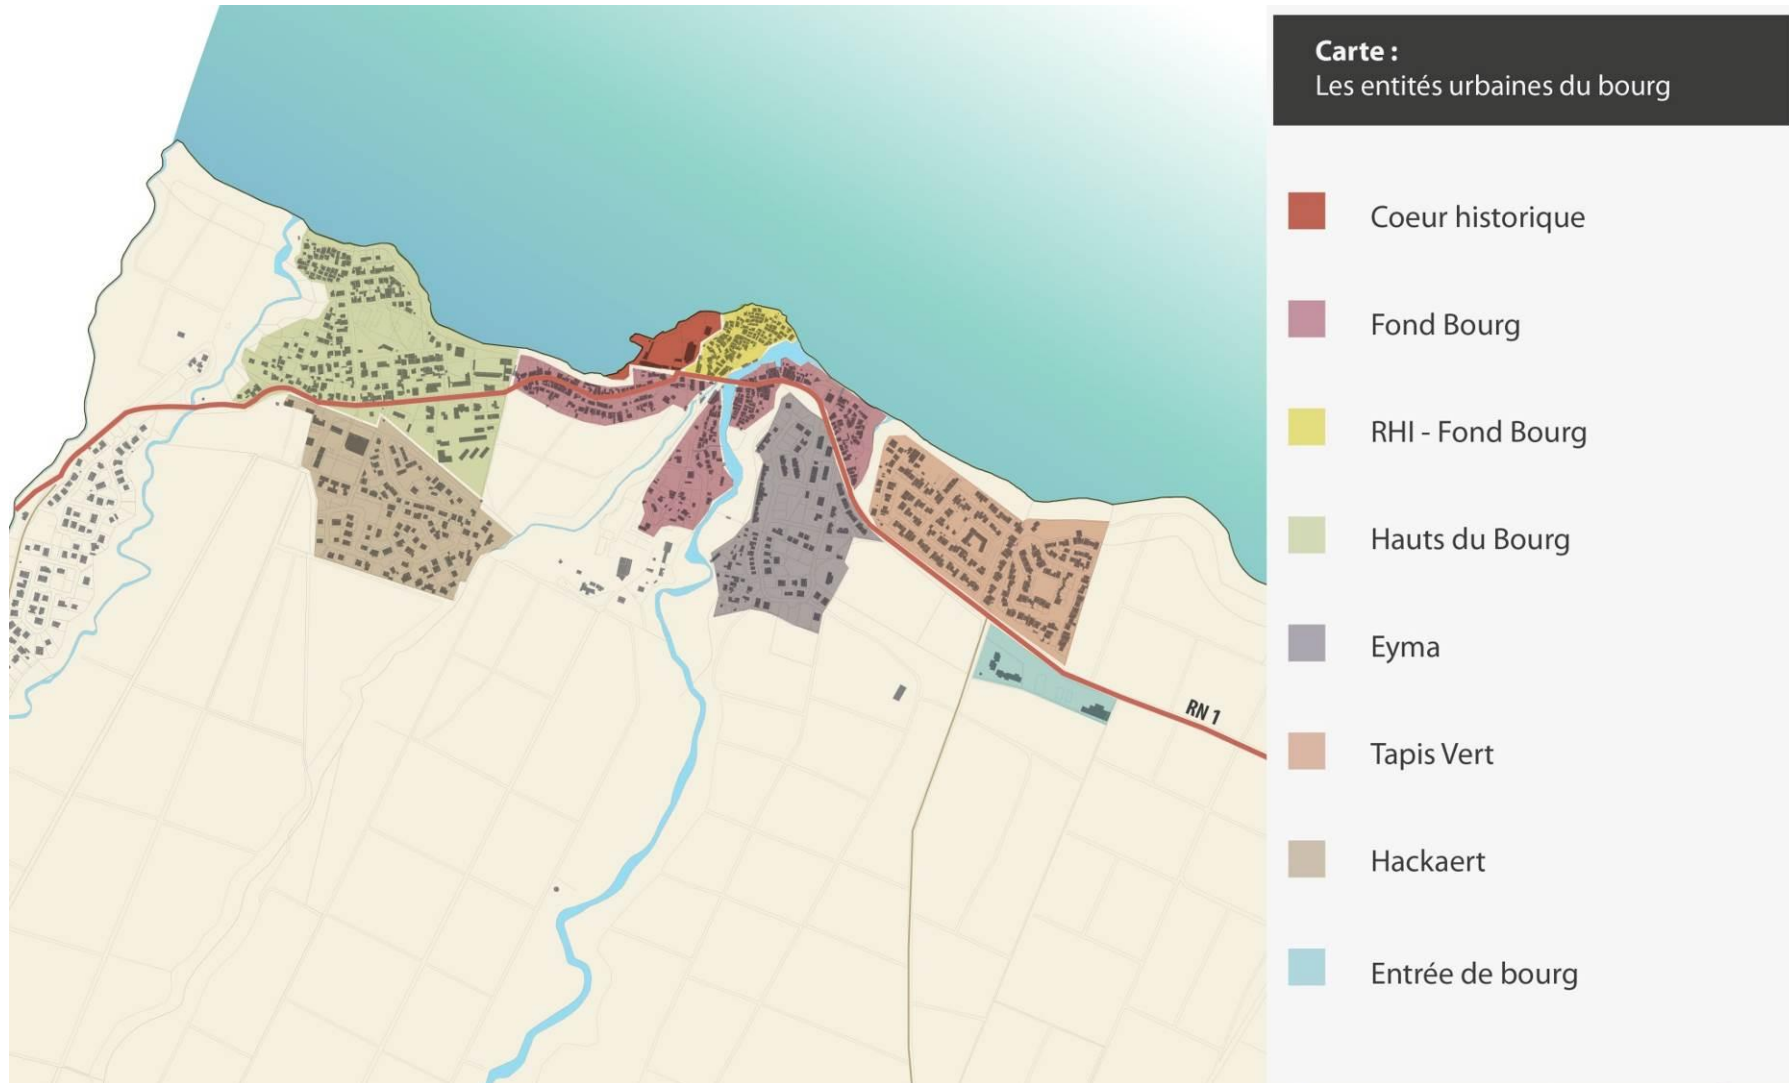 Carte :
Les entités urbaines du bourg
Coeur historique
Fond Bourg
RHI - Fond Bourg
Hauts du Bourg
Eyma
Tapis Vert
Hackaert
Entrée de bourg
RN 1